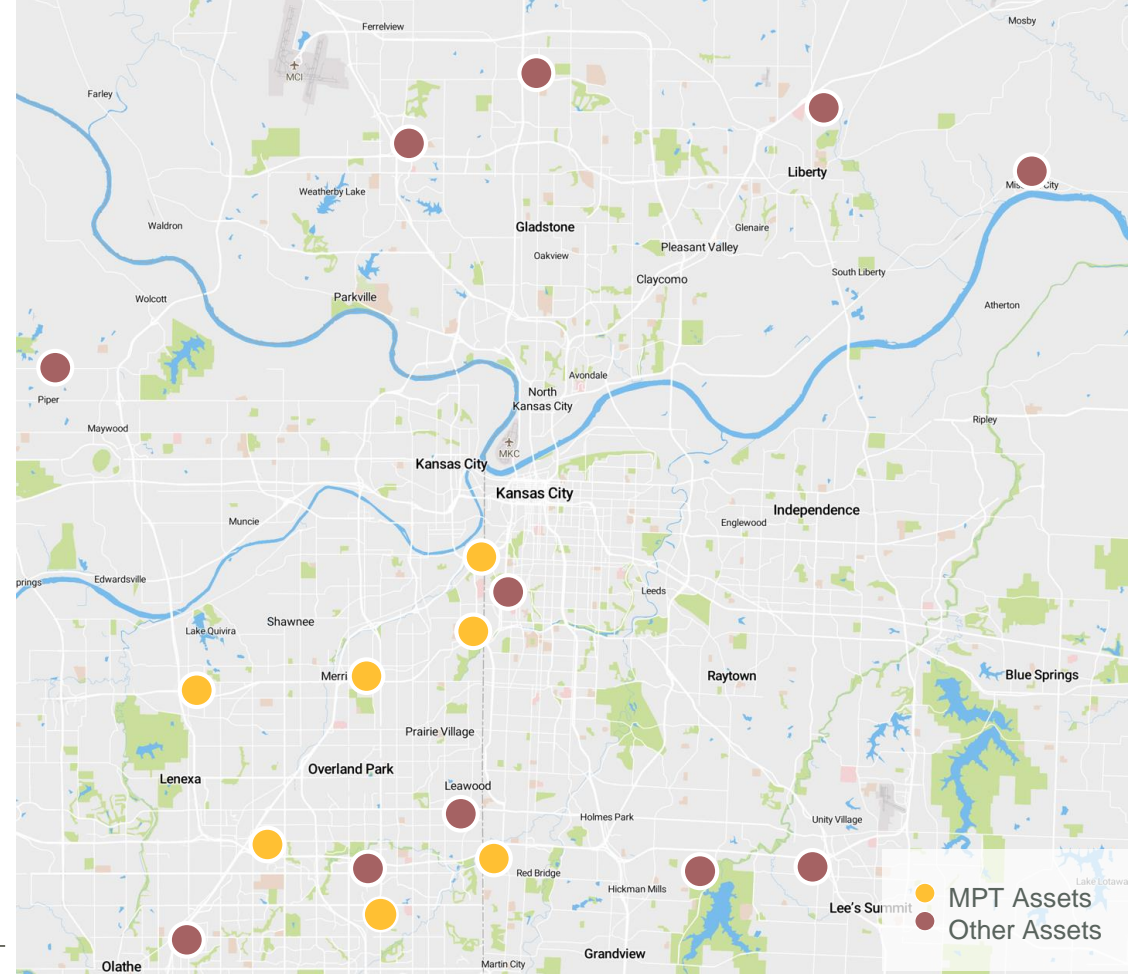 Mosby
Ferrelview
MCI
Farley
Liberty
Weatherby Lake
Waldron
Gladstone
Glenaire
Pleasant Valley
Oakview
South Liberty
Claycomo
Wolcott
Parkville
Atherton
Avondale
Piper
North
Kansas City
Maywood
Ripley
MKC
Kansas City
Kansas City
Independence
Muncie
Englewood
Edwardsville
prings
Leeds
Shawnee
Lake Quivira
Merri
Raytown
Blue Springs
Prairie Village
Overland Park
Lenexa
Leawood
Holmes Park
Unity Village
Red Bridge
Hickman Mills
Lake Lotawa
MPT Assets
Lee's Summit
Other Assets
Grandview
Martin City
Olathe